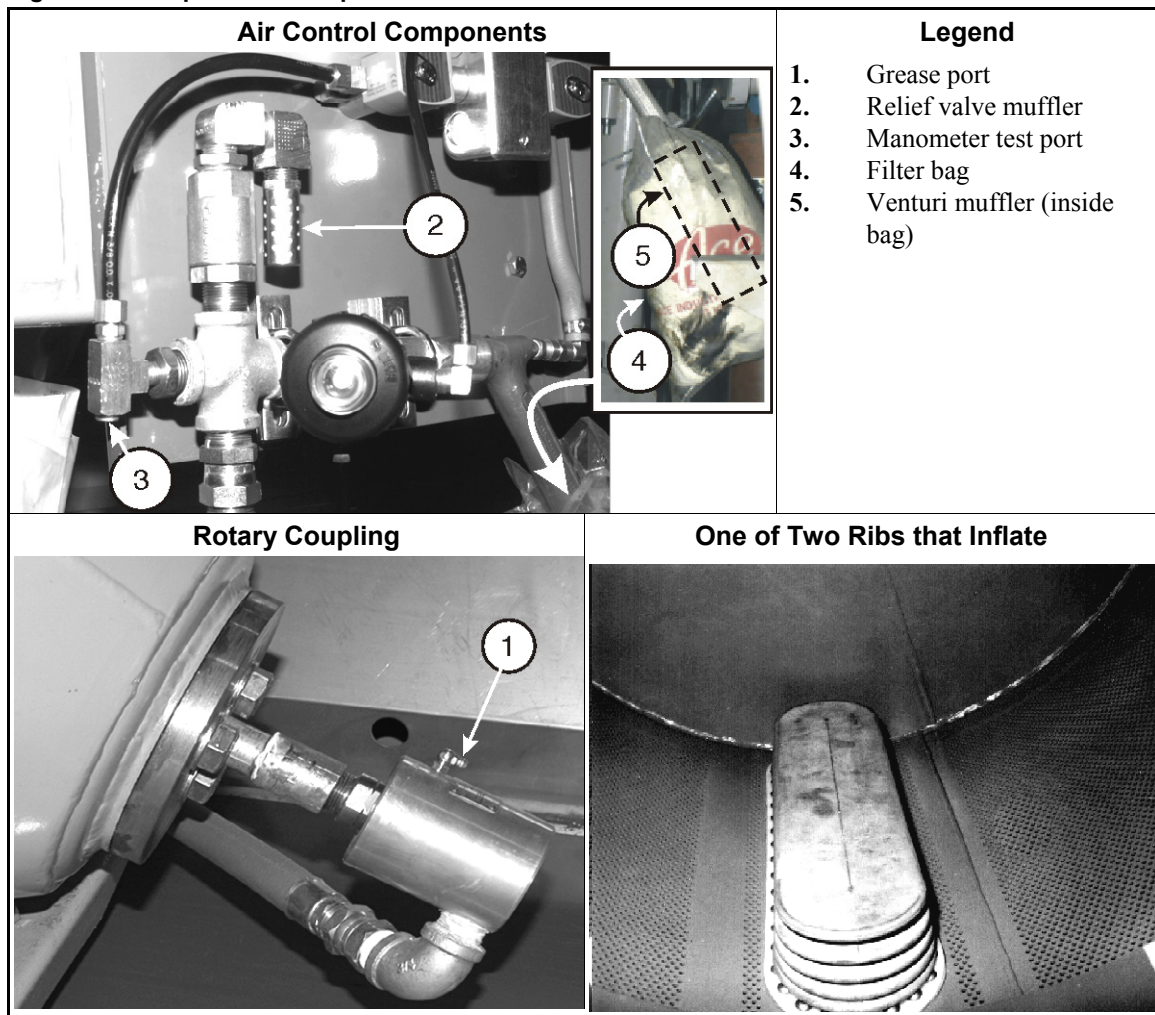 Air Control Components
Legend
1. Grease port
2. Relief valve muffler
3. Manometer test port
4. Filter bag
5. Venturi muffler (inside
bag)
2
5
4
3
Ace
Rotary Coupling
1
One of Two Ribs that Inflate